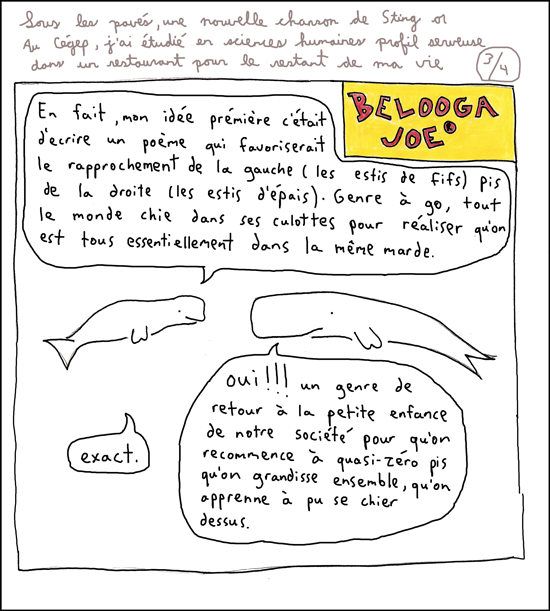 Sous les pavés, une nouvelle chanson de Sting or
Au Cégep, j'ai étudié en sciences humaines profil serveuse
dans un restaurant pour le restant de ma vie
3/4
BELOOGA
JOE®
En fait, mon idée prémière c'était
d'écrire un poème qui favoriserait
le rapprochement de la gauche (les estis de fifs) pis
de la droite (les estis d'épais). Genre à go, tout
le monde chie dans ses culottes pour réaliser qu'on
est tous essentiellement dans la même marde.
oui!!! un genre de
retour à la petite enfance
de notre société pour qu'on
recommence à quasi-zéro pis
qu'on grandisse ensemble, qu'on
apprenne à pu se chier
dessus.
exact.